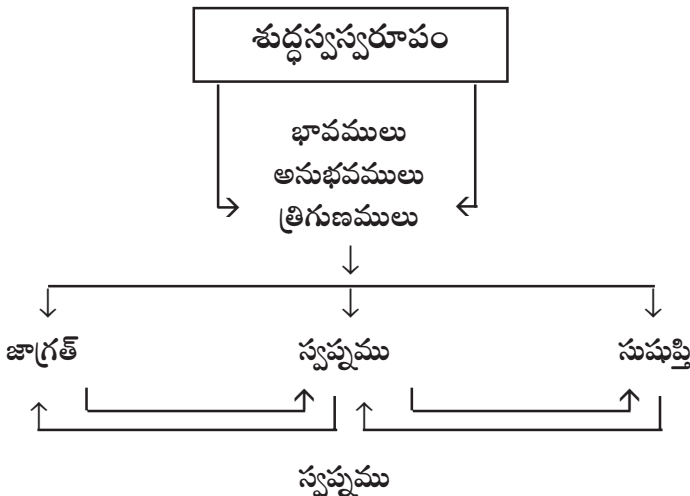 శుద్ధస్వస్వరూపం
భావములు
అనుభవములు
త్రిగుణములు
జాగ్రత్ స్వప్నము సుషుప్తి
స్వప్నము